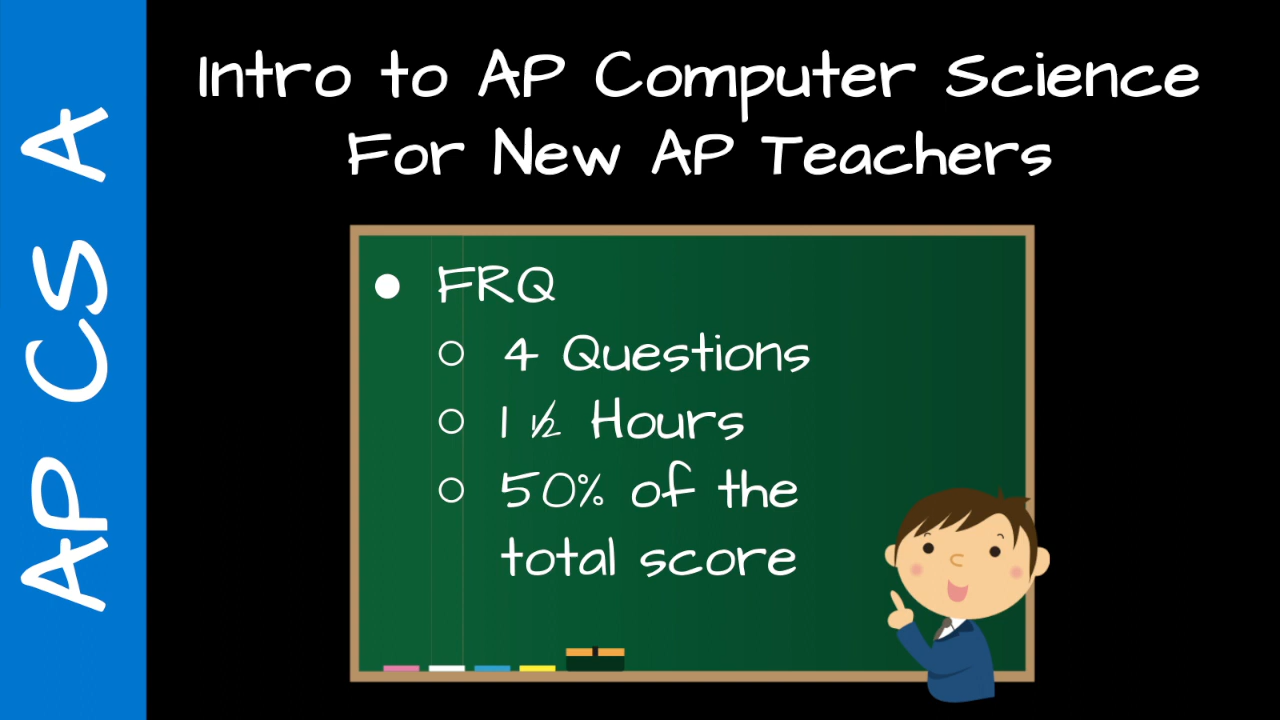 AP CS A
Intro to AP Computer Science
For New AP Teachers
● FRQ
○ 4 Questions
○ 1 ½ Hours
○ 50% of the
total score